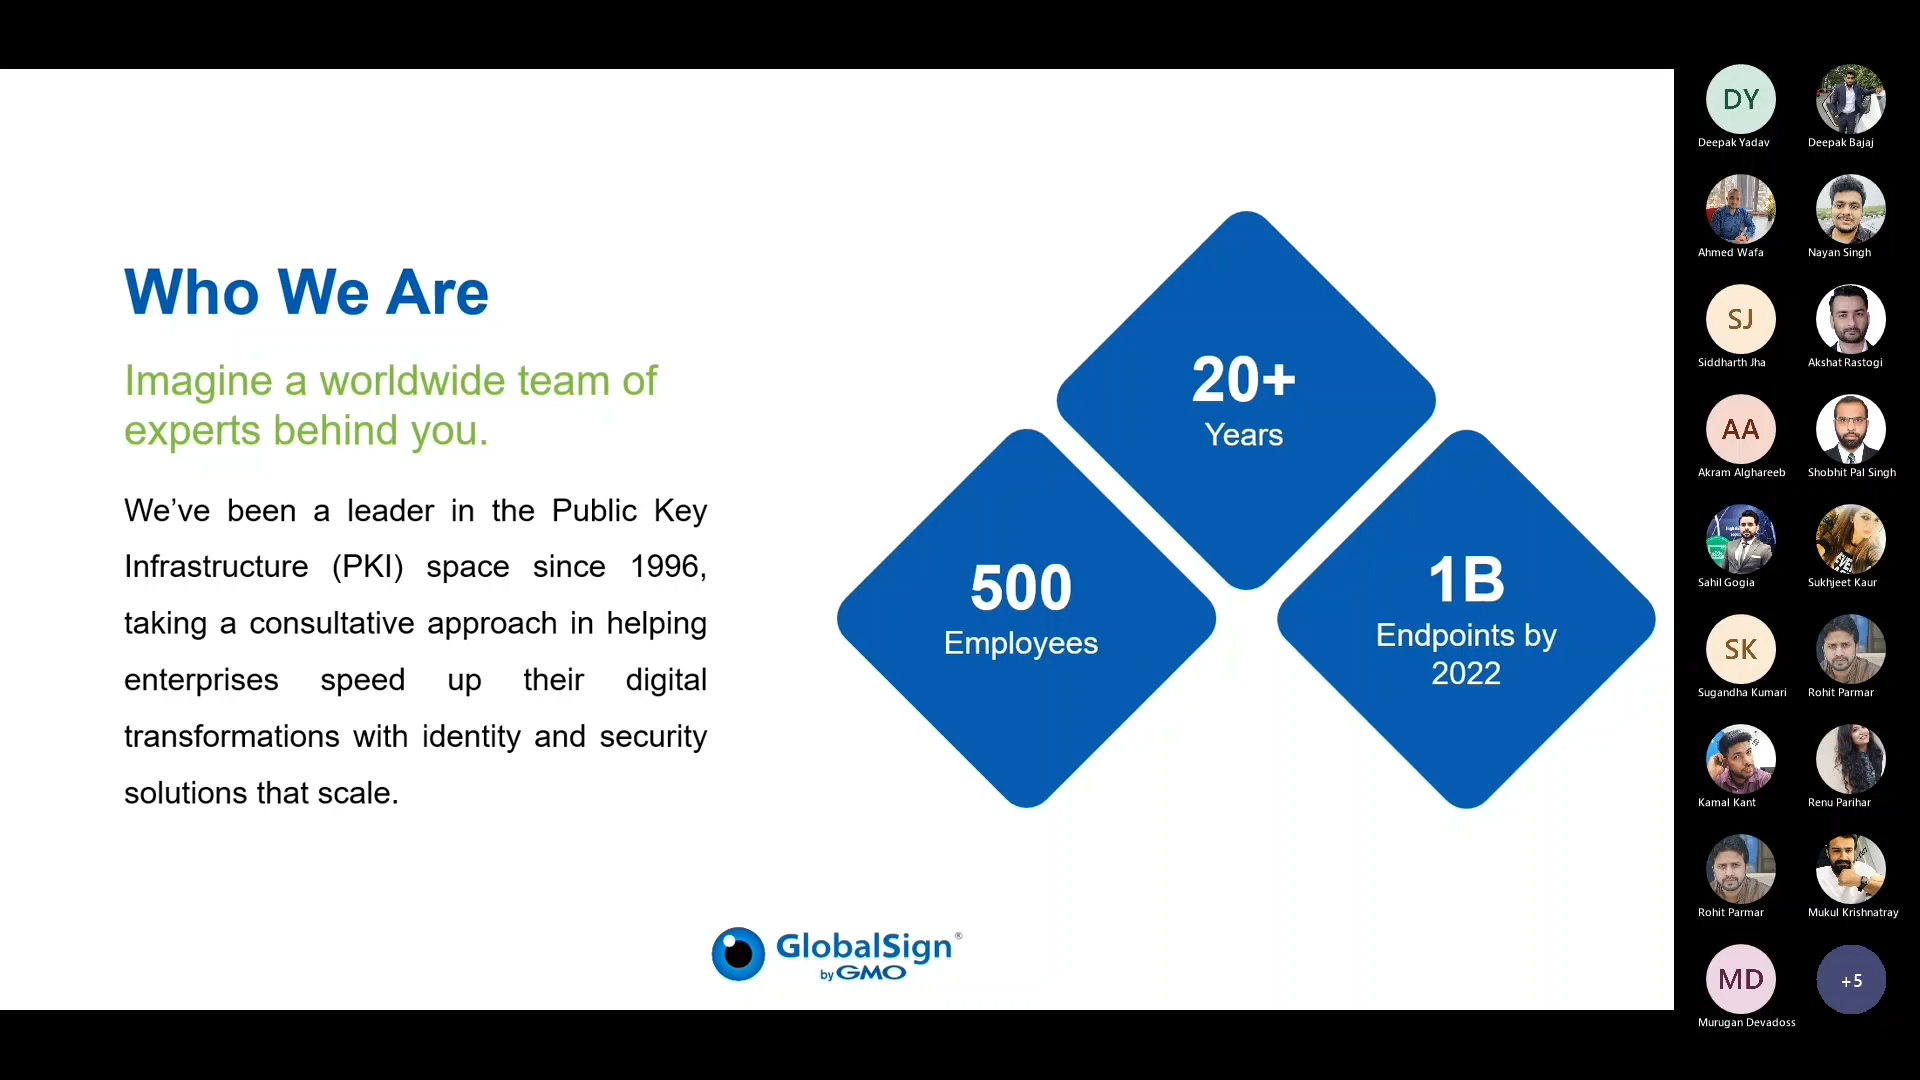 Who We Are
Imagine a worldwide team of
experts behind you.
We’ve been a leader in the Public Key
Infrastructure (PKI) space since 1996,
taking a consultative approach in helping
enterprises speed up their digital
transformations with identity and security
solutions that scale.
20+
Years
500
Employees
1B
Endpoints by
2022
GlobalSign®
by GMO
DY
Deepak Yadav
Deepak Bajaj
Ahmed Wafa
Nayan Singh
SJ
Siddharth Jha
Akshat Rastogi
AA
Akram Alghareeb
Shobhit Pal Singh
Sahil Gogia
Sukhjeet Kaur
SK
Sugandha Kumari
Rohit Parmar
Kamal Kant
Renu Parihar
Rohit Parmar
Mukul Krishnatray
MD
Murugan Devadoss
+5